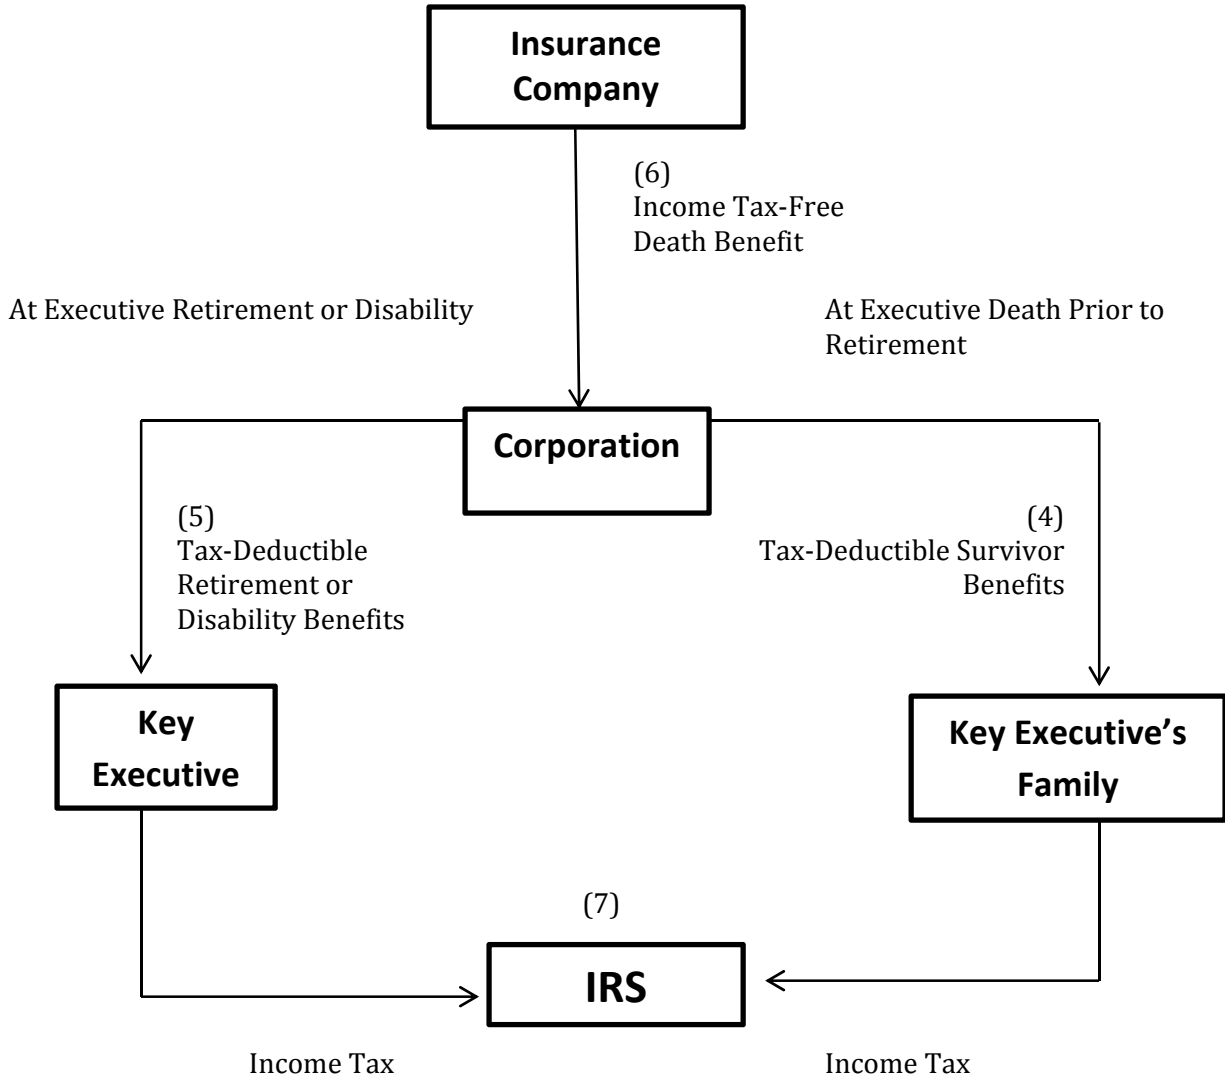 Insurance
Company
(6)
Income Tax-Free
Death Benefit
At Executive Retirement or Disability
At Executive Death Prior to
Retirement
Corporation
(5)
Tax-Deductible
Retirement or
Disability Benefits
(4)
Tax-Deductible Survivor
Benefits
Key
Executive
Key Executive’s
Family
(7)
IRS
Income Tax
Income Tax